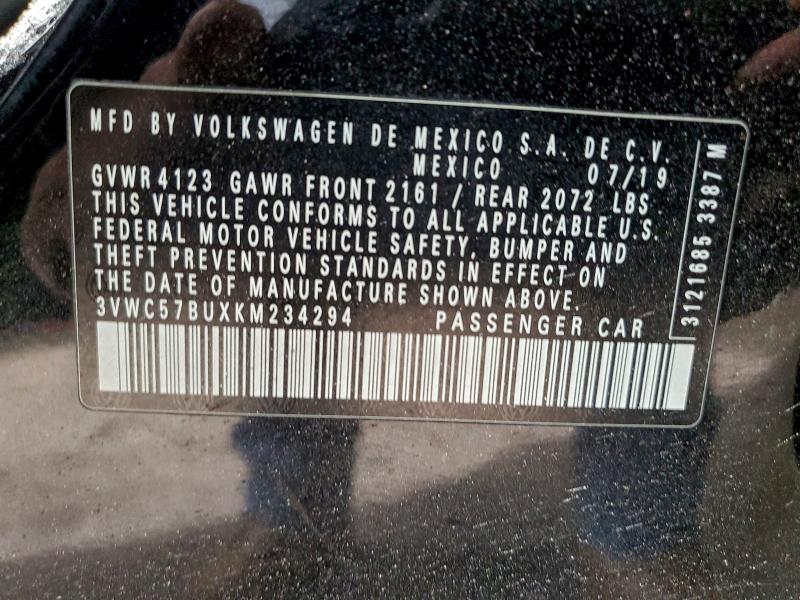 MFD BY VOLKSWAGEN DE MEXICO S.A. DE C.V.
MEXICO 07/19
GVWR 4123 GAWR FRONT 2161 / REAR 2072 LBS
THIS VEHICLE CONFORMS TO ALL APPLICABLE U.S.
FEDERAL MOTOR VEHICLE SAFETY, BUMPER AND
THEFT PREVENTION STANDARDS IN EFFECT ON
THE DATE OF MANUFACTURE SHOWN ABOVE.
3VWC57BUXKM234294 PASSENGER CAR
3121685 3387 M